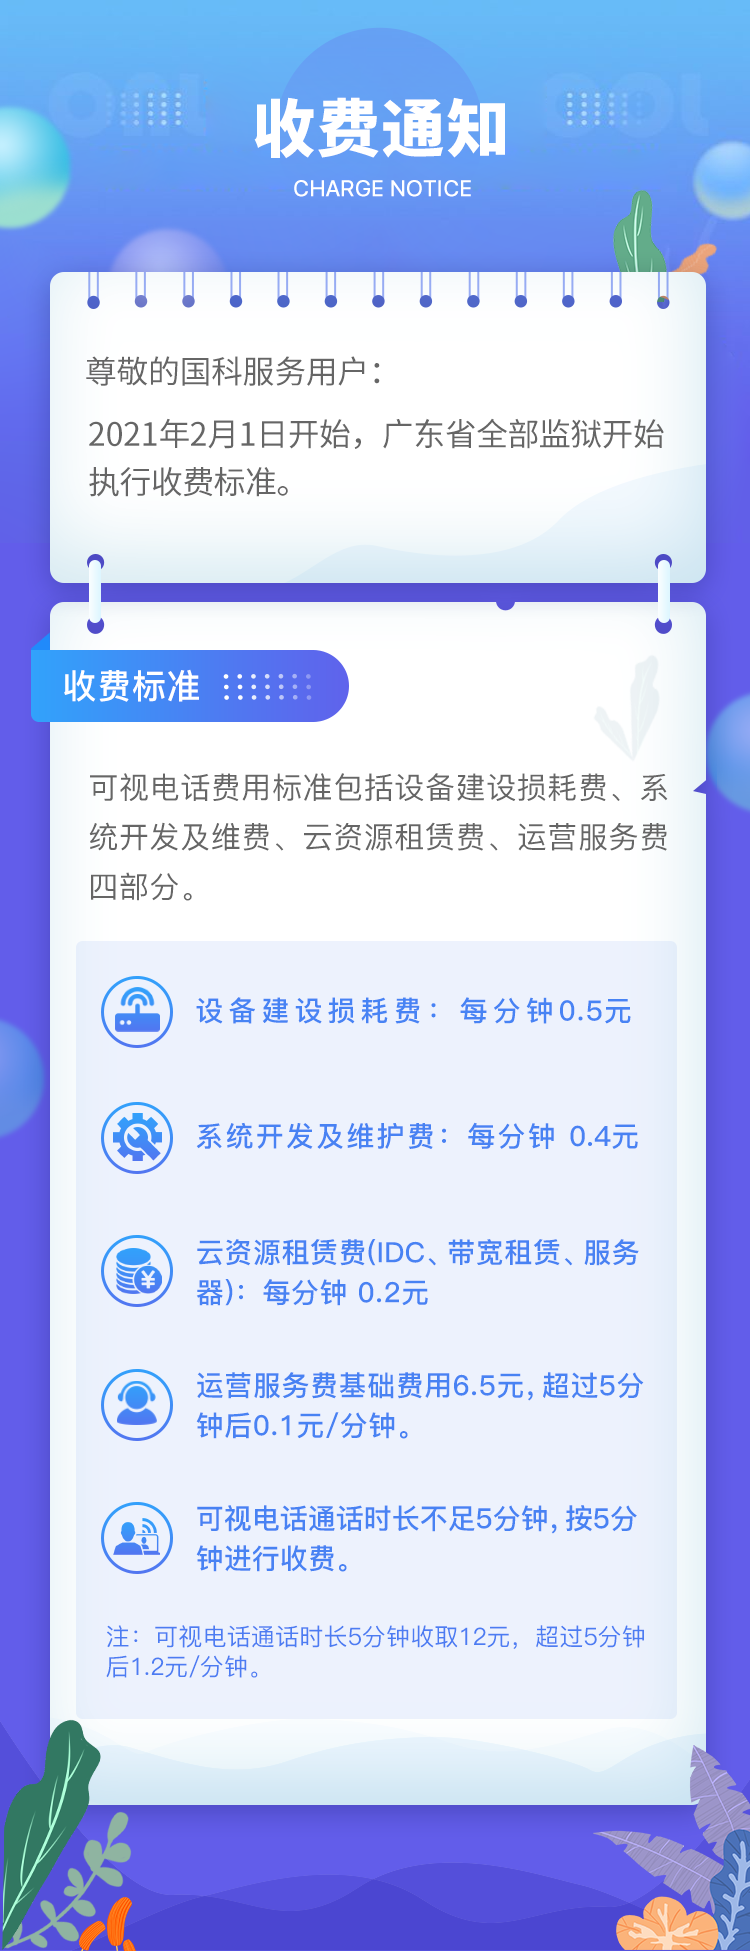 收费通知
CHARGE NOTICE
尊敬的国科服务用户：
2021年2月1日开始，广东省全部监狱开始
执行收费标准。
收费标准
可视电话费用标准包括设备建设损耗费、系
统开发及维费、云资源租赁费、运营服务费
四部分。
设备建设损耗费：每分钟0.5元
系统开发及维护费：每分钟 0.4元
云资源租赁费(IDC、带宽租赁、服务
器)：每分钟 0.2元
运营服务费基础费用6.5元，超过5分
钟后0.1元/分钟。
可视电话通话时长不足5分钟，按5分
钟进行收费。
注：可视电话通话时长5分钟收取12元，超过5分钟
后1.2元/分钟。